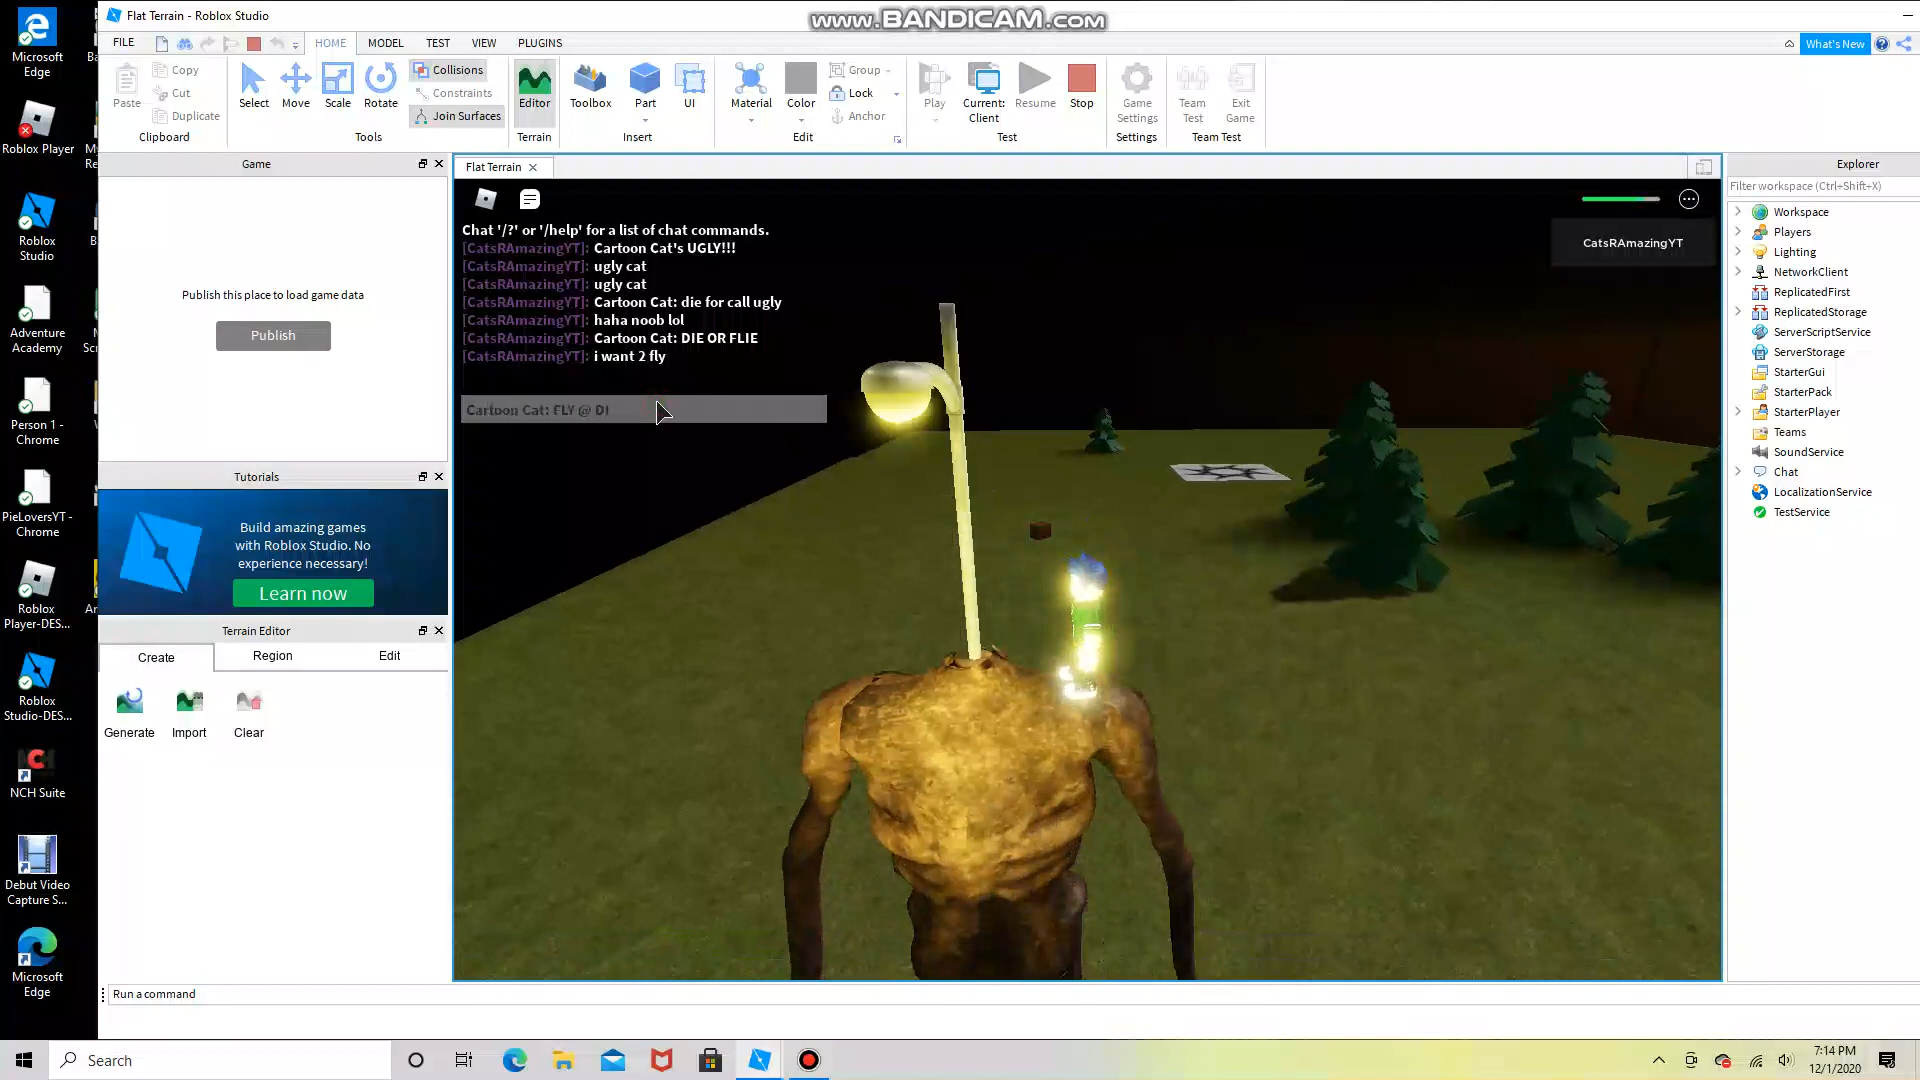 Flat Terrain - Roblox Studio
www.BANDICAM.com
FILE
HOME
MODEL
TEST
VIEW
PLUGINS
What's New
Paste
Copy
Cut
Duplicate
Clipboard
Select
Move
Scale
Rotate
Collisions
Constraints
Join Surfaces
Tools
Editor
Terrain
Toolbox
Part
UI
Insert
Material
Color
Group
Lock
Anchor
Edit
Play
Current:
Client
Resume
Stop
Test
Game
Settings
Settings
Team
Test
Exit
Game
Team Test
Game
Publish this place to load game data
Publish
Tutorials
Build amazing games
with Roblox Studio. No
experience necessary!
Learn now
Terrain Editor
Create
Region
Edit
Generate
Import
Clear
Flat Terrain
Chat '/?' or '/help' for a list of chat commands.
[CatsRAmazingYT]: Cartoon Cat's UGLY!!!
[CatsRAmazingYT]: ugly cat
[CatsRAmazingYT]: ugly cat
[CatsRAmazingYT]: Cartoon Cat: die for call ugly
[CatsRAmazingYT]: haha noob lol
[CatsRAmazingYT]: Cartoon Cat: DIE OR FLIE
[CatsRAmazingYT]: i want 2 fly
Cartoon Cat: FLY @ DI
CatsRAmazingYT
Explorer
Filter workspace (Ctrl+Shift+X)
Workspace
Players
Lighting
NetworkClient
ReplicatedFirst
ReplicatedStorage
ServerScriptService
ServerStorage
StarterGui
StarterPack
StarterPlayer
Teams
SoundService
Chat
LocalizationService
TestService
Run a command
Microsoft
Edge
Roblox Player
Roblox
Studio
Adventure
Academy
Person 1 -
Chrome
PieLoversYT -
Chrome
Roblox
Player-DES...
Roblox
Studio-DES...
NCH Suite
Debut Video
Capture S...
Microsoft
Edge
Search
7:14 PM
12/1/2020